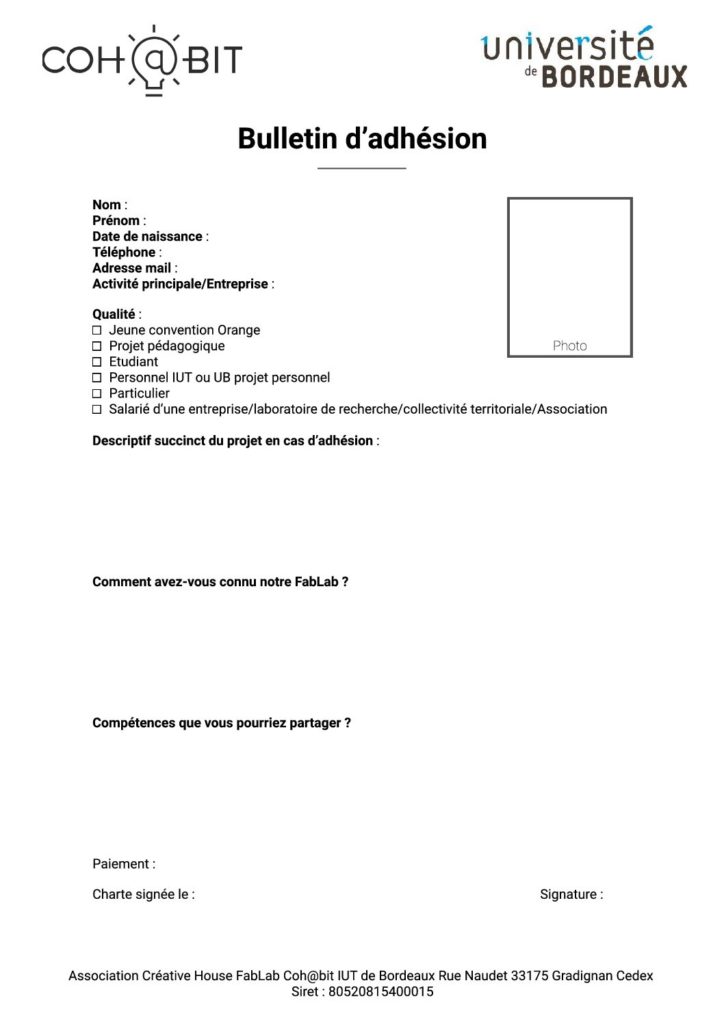 COH@BIT
université
de BORDEAUX
Bulletin d’adhésion
Nom :
Prénom :
Date de naissance :
Téléphone :
Adresse mail :
Activité principale/Entreprise :
Photo
Qualité :
☐ Jeune convention Orange
☐ Projet pédagogique
☐ Etudiant
☐ Personnel IUT ou UB projet personnel
☐ Particulier
☐ Salarié d’une entreprise/laboratoire de recherche/collectivité territoriale/Association
Descriptif succinct du projet en cas d’adhésion :
Comment avez-vous connu notre FabLab ?
Compétences que vous pourriez partager ?
Paiement :
Charte signée le : Signature :
Association Créative House FabLab Coh@bit IUT de Bordeaux Rue Naudet 33175 Gradignan Cedex
Siret : 80520815400015